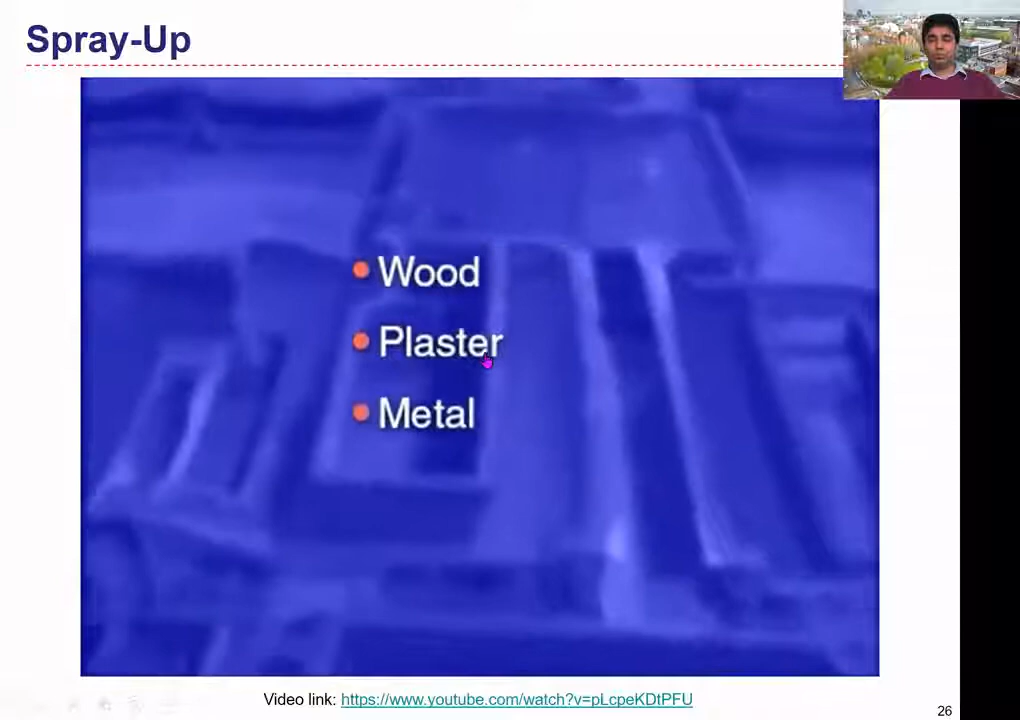 Spray-Up
• Wood
• Plaster
• Metal
Video link: https://www.youtube.com/watch?v=pLcpeKDtPFU
26